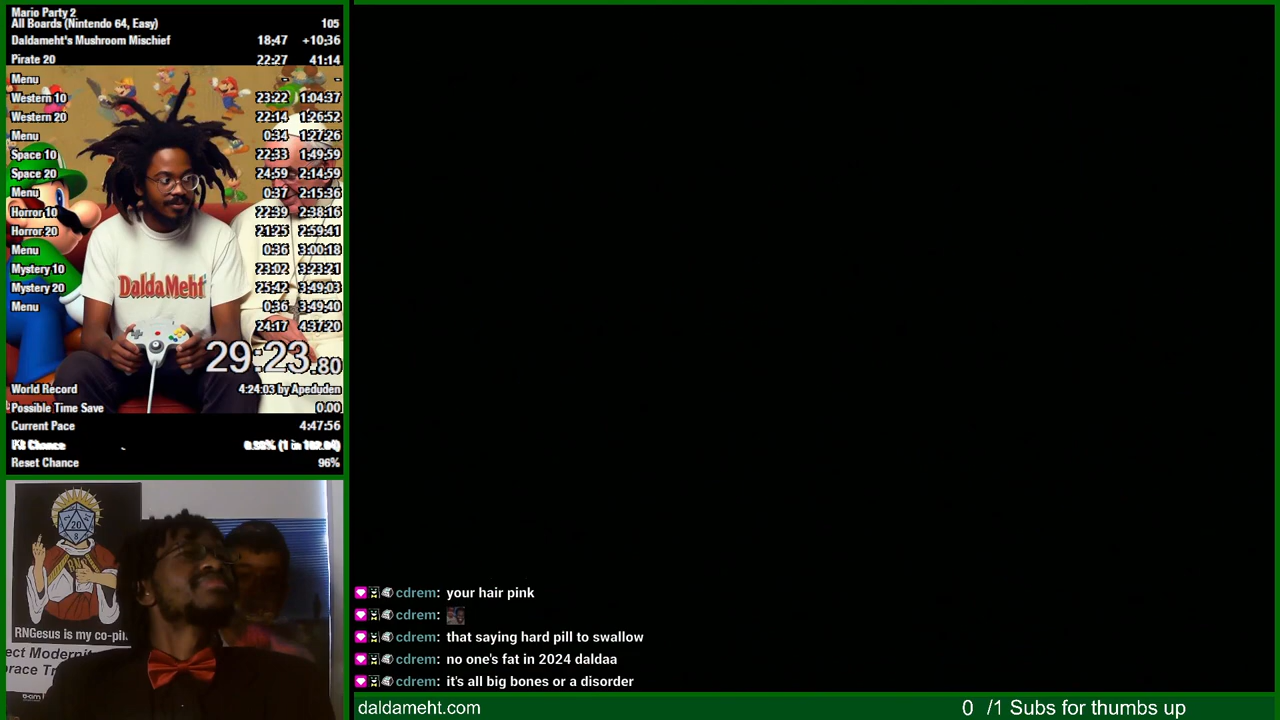 Mario Party 2
All Boards (Nintendo 64, Easy) 105
Daldameht's Mushroom Mischief 18:47 +10:36
Pirate 20 22:27 41:14
Menu - -
Western 10 23:22 1:04:37
Western 20 22:14 1:26:52
Menu 0:34 1:27:26
Space 10 22:33 1:49:59
Space 20 24:59 2:14:59
Menu 0:37 2:15:36
Horror 10 22:39 2:38:16
Horror 20 21:25 2:59:41
Menu 0:36 3:00:18
Mystery 10 23:02 3:23:21
Mystery 20 25:42 3:49:03
Menu 0:36 3:49:40
24:17 4:37:20
DaldaMeht
29:23.80
World Record 4:24:03 by Apeduden
Possible Time Save 0.00
Current Pace 4:47:56
Chance
Reset Chance 96%
20
8
RNGesus is my co-pil
ect Moderni
brace Tr
cdrem: your hair pink
cdrem:
cdrem: that saying hard pill to swallow
cdrem: no one's fat in 2024 daldaa
cdrem: it's all big bones or a disorder
daldameht.com
0 /1 Subs for thumbs up